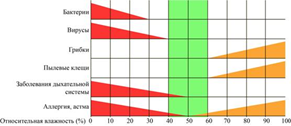 Бактерии
Вирусы
Грибки
Пылевые клещи
Заболевания дыхательной
системы
Аллергия, астма
Относительная влажность (%) 0 10 20 30 40 50 60 70 80 90 100